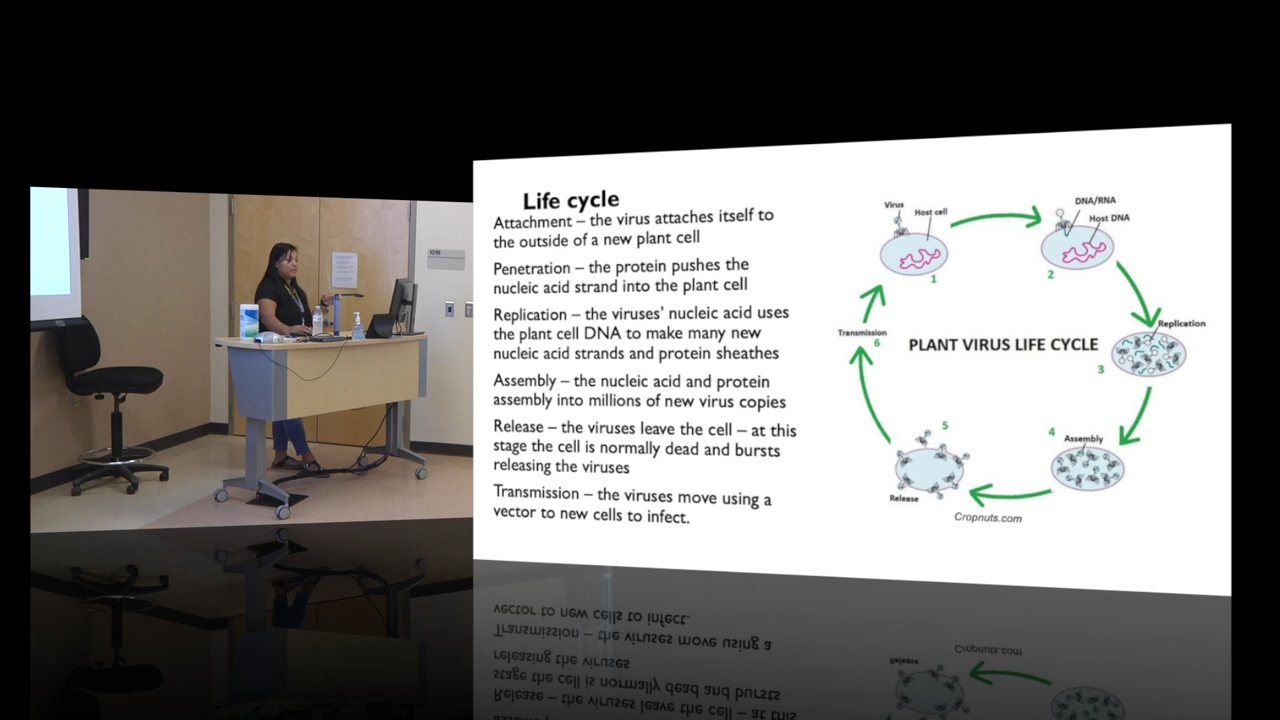 Life cycle
Attachment – the virus attaches itself to
the outside of a new plant cell
Penetration – the protein pushes the
nucleic acid strand into the plant cell
Replication – the viruses' nucleic acid uses
the plant cell DNA to make many new
nucleic acid strands and protein sheathes
Assembly – the nucleic acid and protein
assembly into millions of new virus copies
Release – the viruses leave the cell – at this
stage the cell is normally dead and bursts
releasing the viruses
Transmission – the viruses move using a
vector to new cells to infect.
Virus
Host cell
1
DNA/RNA
Host DNA
2
Replication
3
PLANT VIRUS LIFE CYCLE
Transmission
6
Assembly
4
5
Release
Cropnuts.com